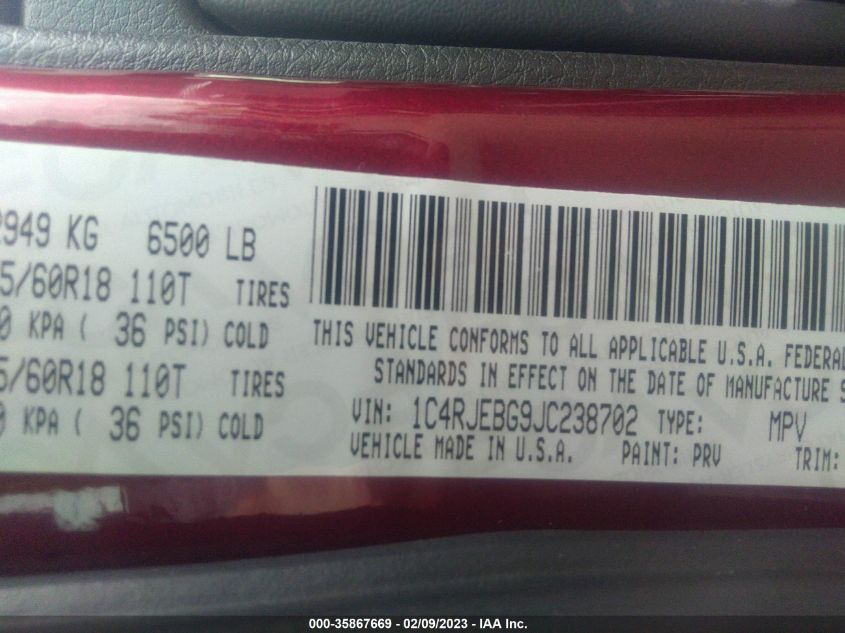 2949 KG 6500 LB
5/60R18 110T TIRES
0 KPA ( 36 PSI) COLD
5/60R18 110T TIRES
0 KPA ( 36 PSI) COLD
THIS VEHICLE CONFORMS TO ALL APPLICABLE U.S.A. FEDERAL
STANDARDS IN EFFECT ON THE DATE OF MANUFACTURE S
VIN: 1C4RJEBG9JC238702 TYPE: MPV
VEHICLE MADE IN U.S.A. PAINT: PRV TRIM:
000-35867669 - 02/09/2023 - IAA Inc.